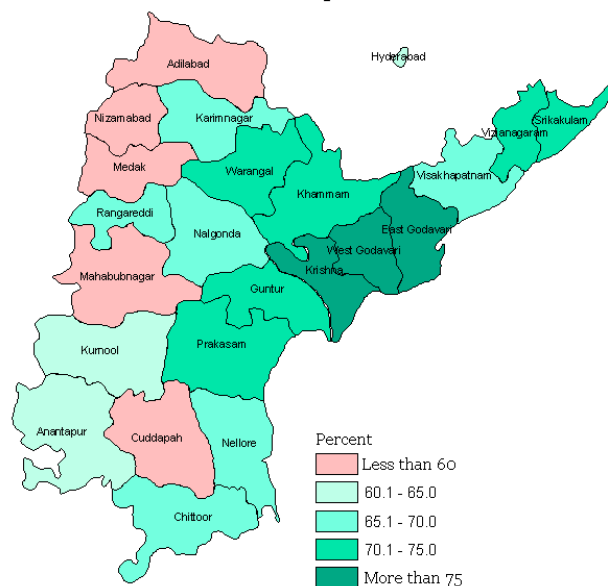 Adilabad
Hyderabad
Nizamabad
Karimnagar
Srikakulam
Vizianagaram
Medak
Warangal
Visakhapatnam
Khammam
Rangareddi
Nalgonda
East Godavari
West Godavari
Krishna
Mahabubnagar
Guntur
Kurnool
Prakasam
Anantapur
Cuddapah
Nellore
Chittoor
Percent
Less than 60
60.1 - 65.0
65.1 - 70.0
70.1 - 75.0
More than 75